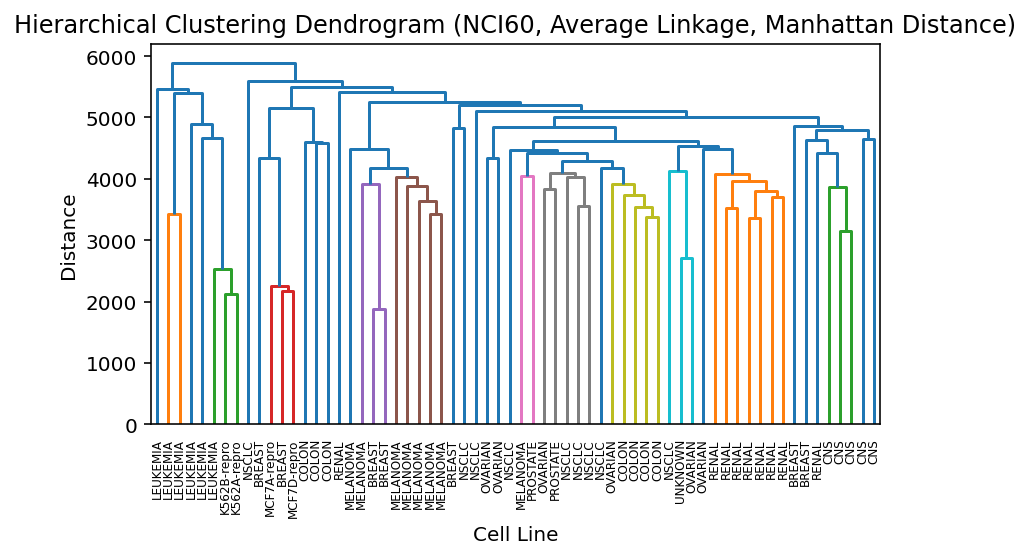 Hierarchical Clustering Dendrogram (NCI60, Average Linkage, Manhattan Distance)
6000
5000
4000
3000
2000
1000
0
Distance
LEUKEMIA
LEUKEMIA
LEUKEMIA
LEUKEMIA
LEUKEMIA
LEUKEMIA
K562B-repro
K562A-repro
NSCLC
BREAST
MCF7A-repro
BREAST
MCF7D-repro
COLON
COLON
COLON
RENAL
MELANOMA
MELANOMA
BREAST
BREAST
MELANOMA
MELANOMA
MELANOMA
MELANOMA
MELANOMA
BREAST
NSCLC
NSCLC
OVARIAN
OVARIAN
NSCLC
MELANOMA
PROSTATE
OVARIAN
PROSTATE
NSCLC
NSCLC
NSCLC
NSCLC
OVARIAN
COLON
COLON
COLON
COLON
NSCLC
UNKNOWN
OVARIAN
OVARIAN
RENAL
RENAL
RENAL
RENAL
RENAL
RENAL
RENAL
BREAST
BREAST
RENAL
CNS
CNS
CNS
CNS
CNS
Cell Line